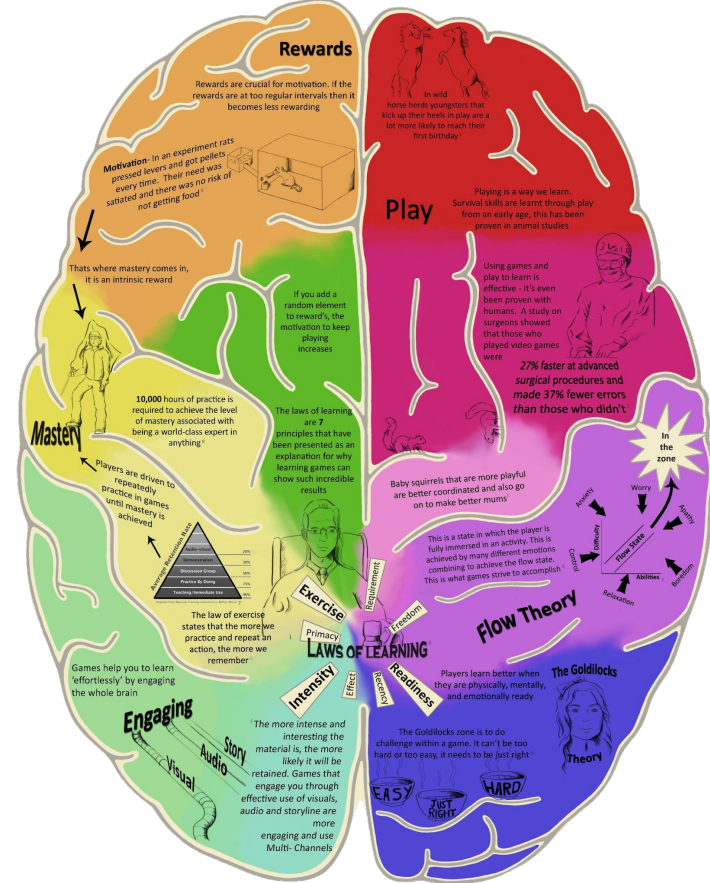 Rewards
Rewards are crucial for motivation. If the
rewards are at too regular intervals then it
becomes less rewarding
Motivation- In an experiment rats
pressed levers and got pellets
every time. Their need was
satiated and there was no risk of
not getting food
Thats where mastery comes in,
it is an intrinsic reward
If you add a
random element
to reward's, the
motivation to keep
playing
increases
10,000 hours of practice is
required to achieve the level
of mastery associated with
being a world-class expert in
anything
Mastery
Players are driven to
repeatedly
practice in games
until mastery is
achieved
The laws of learning
are 7
principles that have
been presented as an
explanation for why
learning games can
show such incredible
results
Average Retention Rate
Audio-visual
Demonstration
Discussion Group
Practice By Doing
Teaching/Immediate Use
20%
30%
50%
75%
90%
The law of exercise
states that the more we
practice and repeat an
action, the more we
remember
In wild
horse herds youngsters that
kick up their heels in play are a
lot more likely to reach their
first birthday
Play
Playing is a way we learn.
Survival skills are learnt through play
from an early age, this has been
proven in animal studies
Using games and
play to learn is
effective - it's even
been proven with
humans. A study on
surgeons showed
that those who
played video games
were
27% faster at advanced
surgical procedures and
made 37% fewer errors
than those who didn't
Baby squirrels that are more playful
are better coordinated and also go
on to make better mums
In
the
zone
This is a state in which the player is
fully immersed in an activity. This is
achieved by many different emotions
combining to achieve the flow state.
This is what games strive to accomplish
Anxiety
Worry
Apathy
Control
Difficulty
Flow State
Abilities
Boredom
Relaxation
Flow Theory
Exercise
Requirement
Freedom
Primacy
LAWS OF LEARNING
Intensity
Effect
Recency
Readiness
Games help you to learn
'effortlessly' by engaging
the whole brain
Engaging
Story
Audio
Visual
The more intense and
interesting the
material is, the more
likely it will be
retained. Games that
engage you through
effective use of visuals,
audio and storyline are
more
engaging and use
Multi- Channels
Players learn better when
they are physically, mentally,
and emotionally ready
The Goldilocks
Theory
The Goldilocks zone is to do
challenge within a game. it can't be too
hard or too easy, it needs to be just right
EASY
JUST
RIGHT
HARD